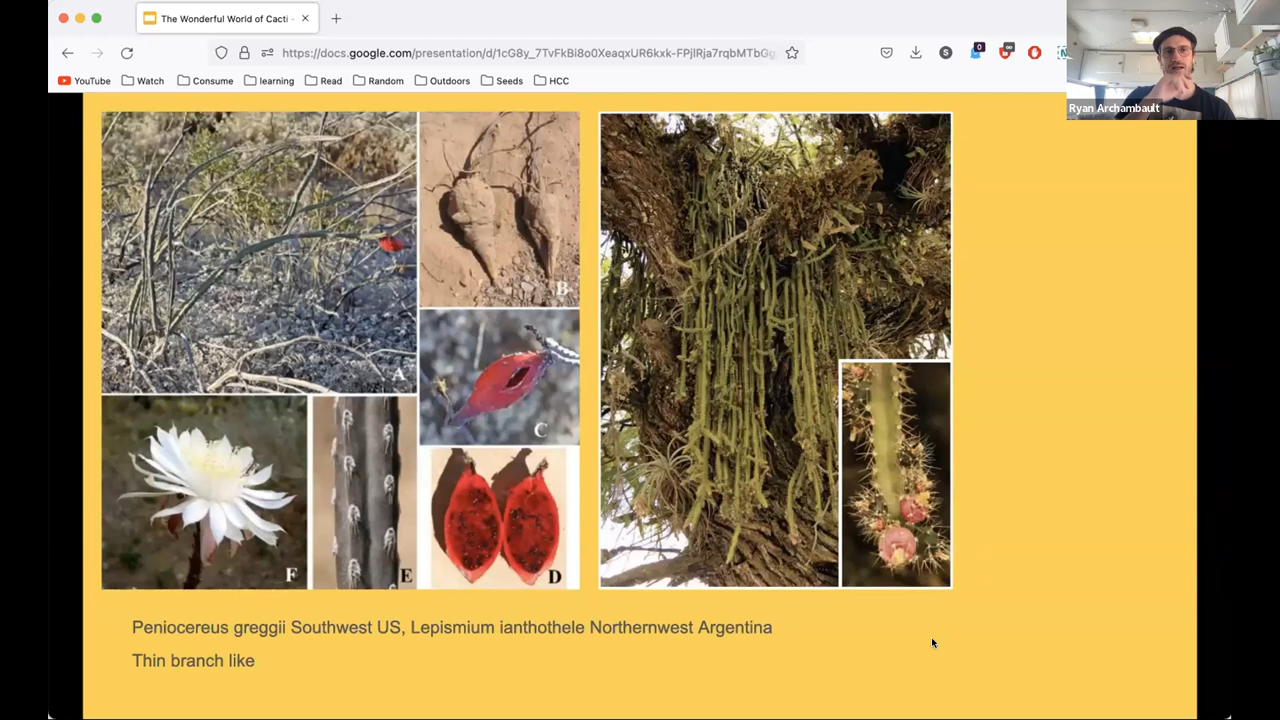 The Wonderful World of Cacti -
https://docs.google.com/presentation/d/1cG8y_7TvFkBi8o0XeaqxUR6kxk-FPjlRja7rqbMTbGg
YouTube Watch Consume learning Read Random Outdoors Seeds HCC
Ryan Archambault
A
B
C
D
E
F
Peniocereus greggii Southwest US, Lepismium ianthothele Northernwest Argentina
Thin branch like